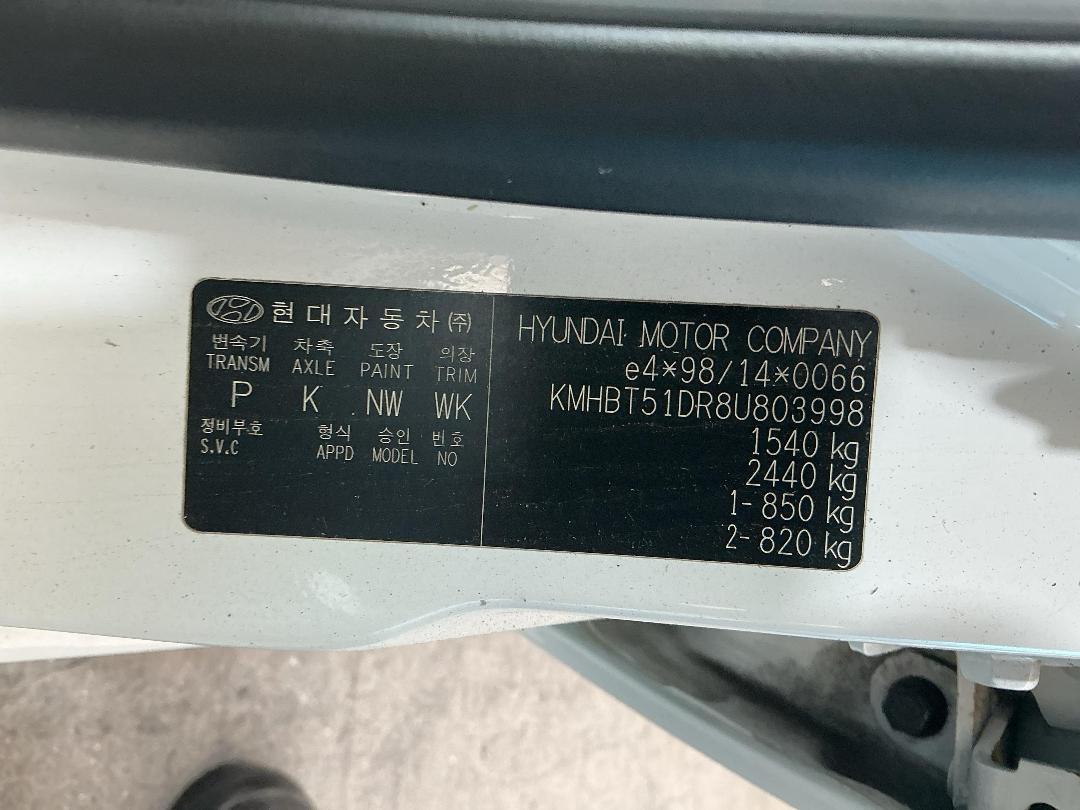 현대자동차(주)
변속기 차축 도장 의장
TRANSM AXLE PAINT TRIM
P K NW WK
정비부호 형식 승인 번호
S.V.C APPD MODEL NO
HYUNDAI MOTOR COMPANY
e4*98/14*0066
KMHBT51DR8U803998
1540 kg
2440 kg
1- 850 kg
2- 820 kg